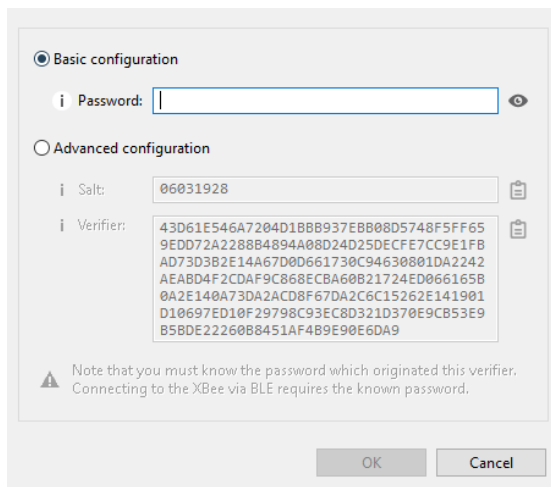 Basic configuration
i Password:
Advanced configuration
i Salt: 06031928
i Verifier: 43D61E546A7204D1BBB937EBB08D5748F5FF65
9EDD72A2288B4894A08D24D25DECFE7CC9E1FB
AD73D3B2E14A67D0D661730C94630801DA2242
AEABD4F2CDAF9C868ECBA60B21724ED066165B
0A2E140A73DA2ACD8F67DA2C6C15262E141901
D10697ED10F29798C93EC8D321D370E9CB53E9
B5BDE22260B8451AF4B9E90E6DA9
Note that you must know the password which originated this verifier.
Connecting to the XBee via BLE requires the known password.
OK Cancel